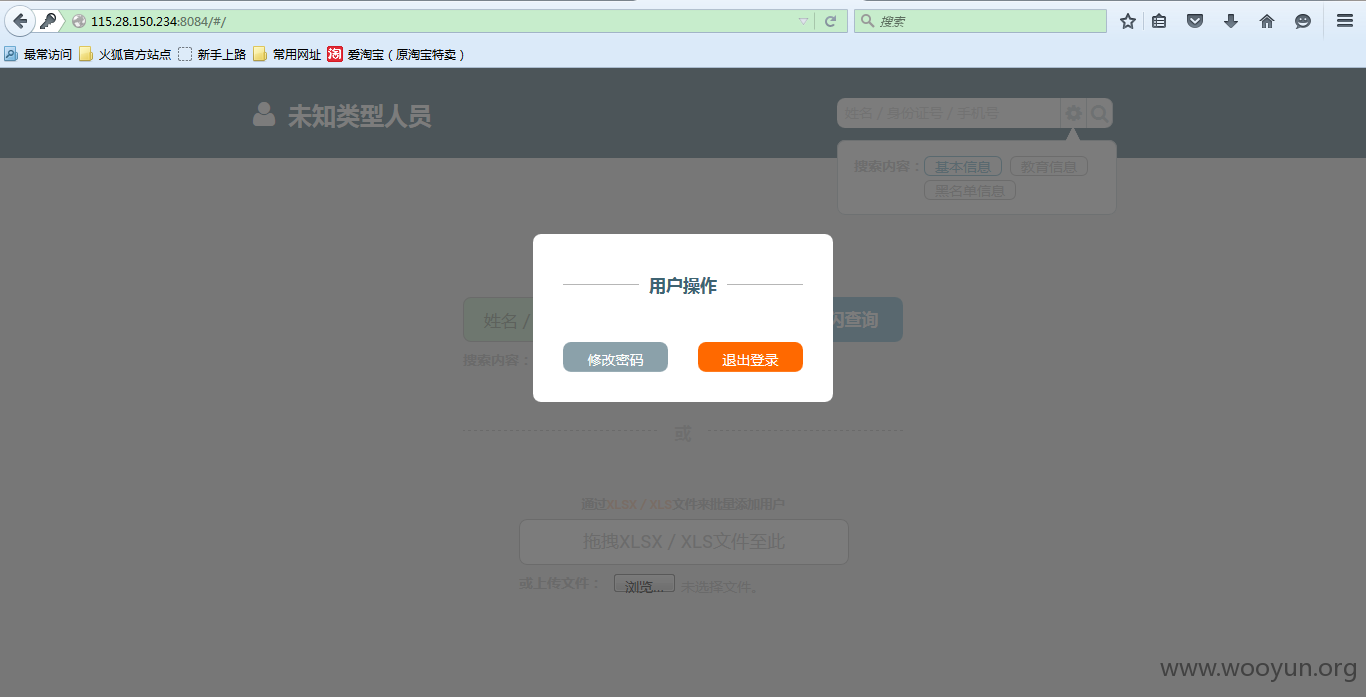 115.28.150.234:8084/#/
搜索
最常访问 火狐官方站点 新手上路 常用网址 淘 爱淘宝（原淘宝特卖）
未知类型人员
姓名 / 身份证号 / 手机号
搜索内容： 基本信息 教育信息
黑名单信息
用户操作
姓名 /
闪查询
修改密码 退出登录
搜索内容：
或
通过XLSX / XLS文件来批量添加用户
拖拽XLSX / XLS文件至此
或上传文件： 浏览... 未选择文件。
www.wooyun.org